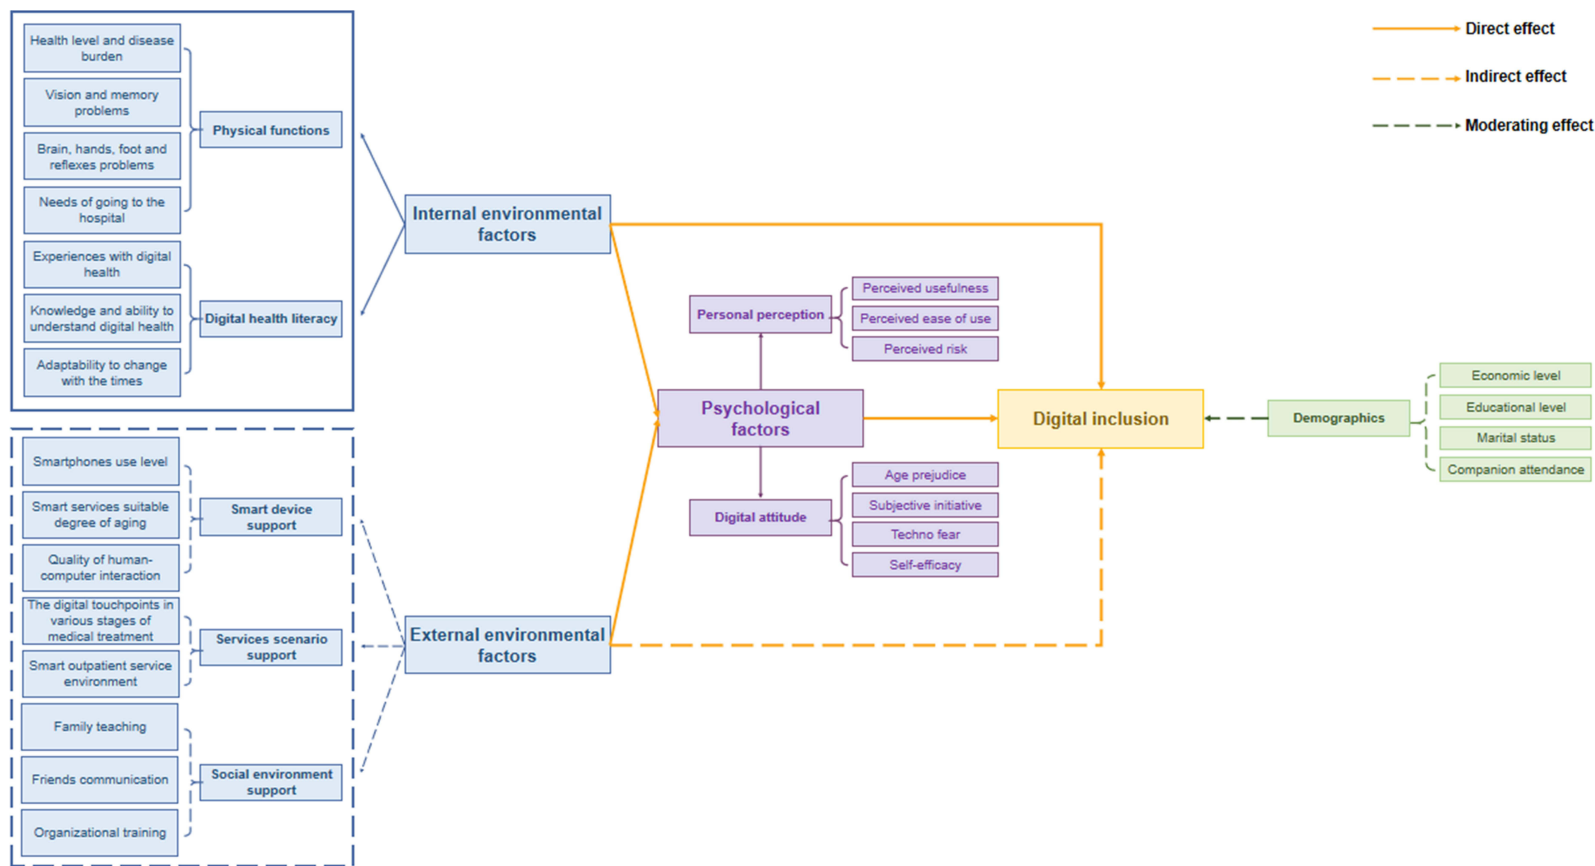 Health level and disease
burden
Vision and memory
problems
Brain, hands, foot and
reflexes problems
Needs of going to the
hospital
Physical functions
Experiences with digital
health
Knowledge and ability to
understand digital health
Adaptability to change
with the times
Digital health literacy
Smartphones use level
Smart services suitable
degree of aging
Quality of human-
computer interaction
Smart device
support
The digital touchpoints in
various stages of
medical treatment
Smart outpatient service
environment
Services scenario
support
Family teaching
Friends communication
Organizational training
Social environment
support
Internal environmental
factors
External environmental
factors
Personal perception
Perceived usefulness
Perceived ease of use
Perceived risk
Psychological
factors
Digital attitude
Age prejudice
Subjective initiative
Techno fear
Self-efficacy
Digital inclusion
Demographics
Economic level
Educational level
Marital status
Companion attendance
Direct effect
Indirect effect
Moderating effect